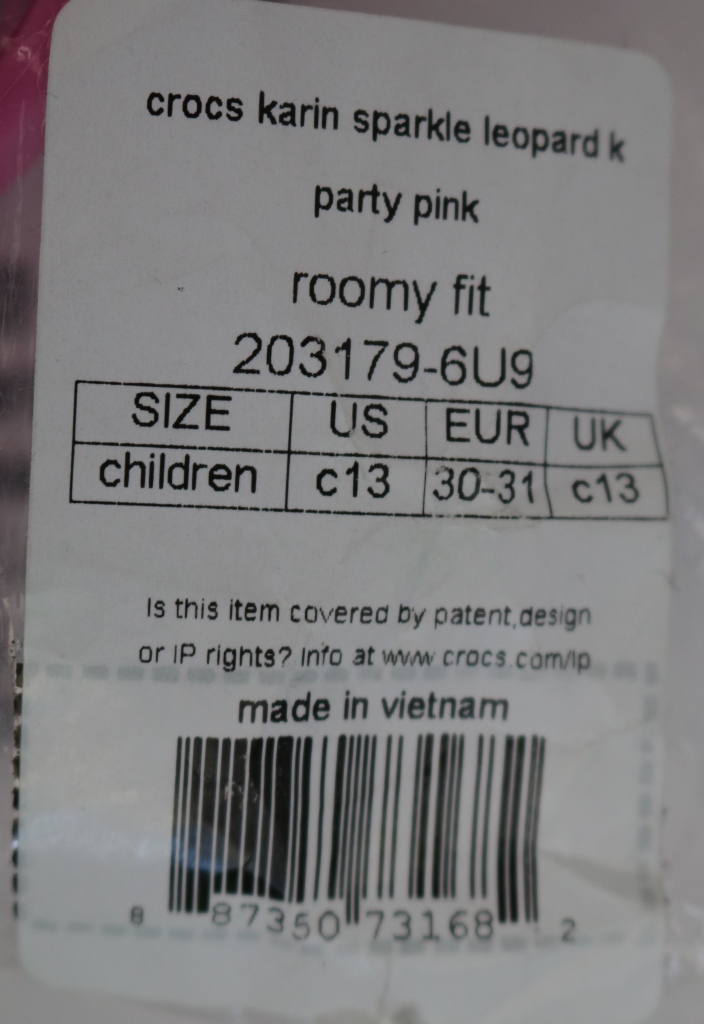 crocs karin sparkle leopard k
party pink
roomy fit
203179-6U9
SIZE US EUR UK
children c13 30-31 c13
Is this item covered by patent,design
or IP rights? Info at www.crocs.com/ip
made in vietnam
8 87350 73168 2